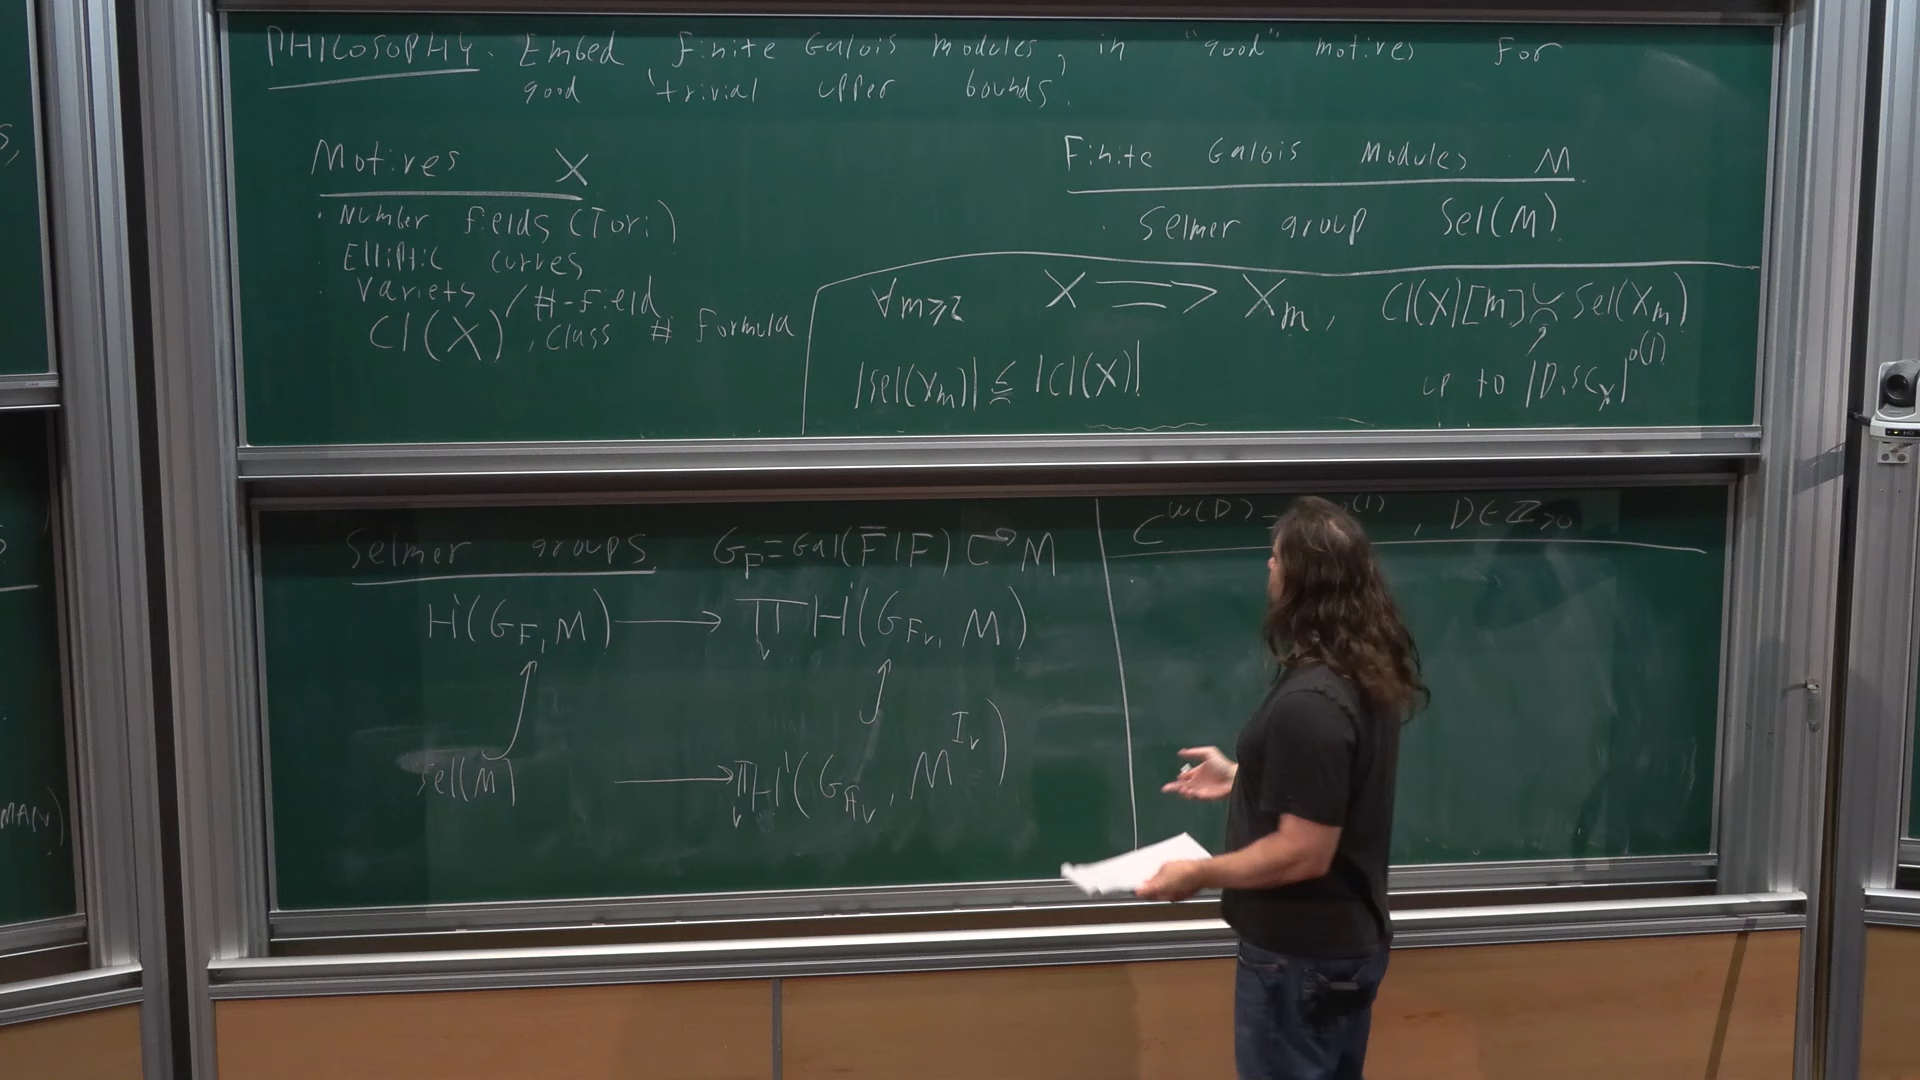 PHILOSOPHY. Embed finite Galois modules, in "good" motives for
good 'trivial upper bounds'.
Motives X
· Number fields (Tori)
· Elliptic curves
· Variets / #-field
Cl(X), class # formula
Finite Galois Modules M
· Selmer group Sel(M)
∀m≥2 X ⟹ X_m, Cl(X)[m] ≍ Sel(X_m)
|Sel(X_m)| ≲ |Cl(X)|
up to |Disc_X|^{o(1)}
Selmer groups G_F = Gal(F̄/F) ↻ M
H¹(G_F, M) ⟶ ∏_v H¹(G_{F_v}, M)
Sel(M) ⟶ ∏_v H¹(G_{𝔽_v}, M^{I_v})
C^{ω(D)} = , D∈ℤ_{>0}
MAN)
s,